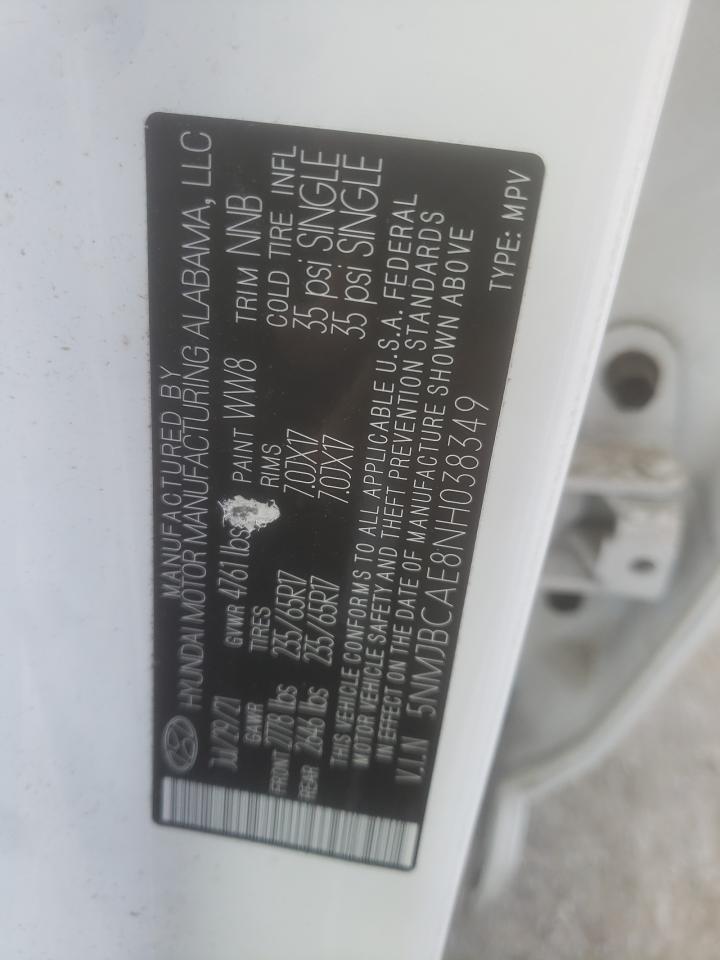 MANUFACTURED BY
HYUNDAI MOTOR MANUFACTURING ALABAMA, LLC
JUL/29/21 GVWR 4761 lbs PAINT WW8 TRIM NNB
GAWR TIRES RIMS COLD TIRE INFL
FRONT 2778 lbs 235/65R17 7.0JX17 35 psi SINGLE
REAR 2646 lbs 235/65R17 7.0JX17 35 psi SINGLE
THIS VEHICLE CONFORMS TO ALL APPLICABLE U.S.A. FEDERAL
MOTOR VEHICLE SAFETY AND THEFT PREVENTION STANDARDS
IN EFFECT ON THE DATE OF MANUFACTURE SHOWN ABOVE
V.I.N 5NMJBCAE8NH038349 TYPE: MPV